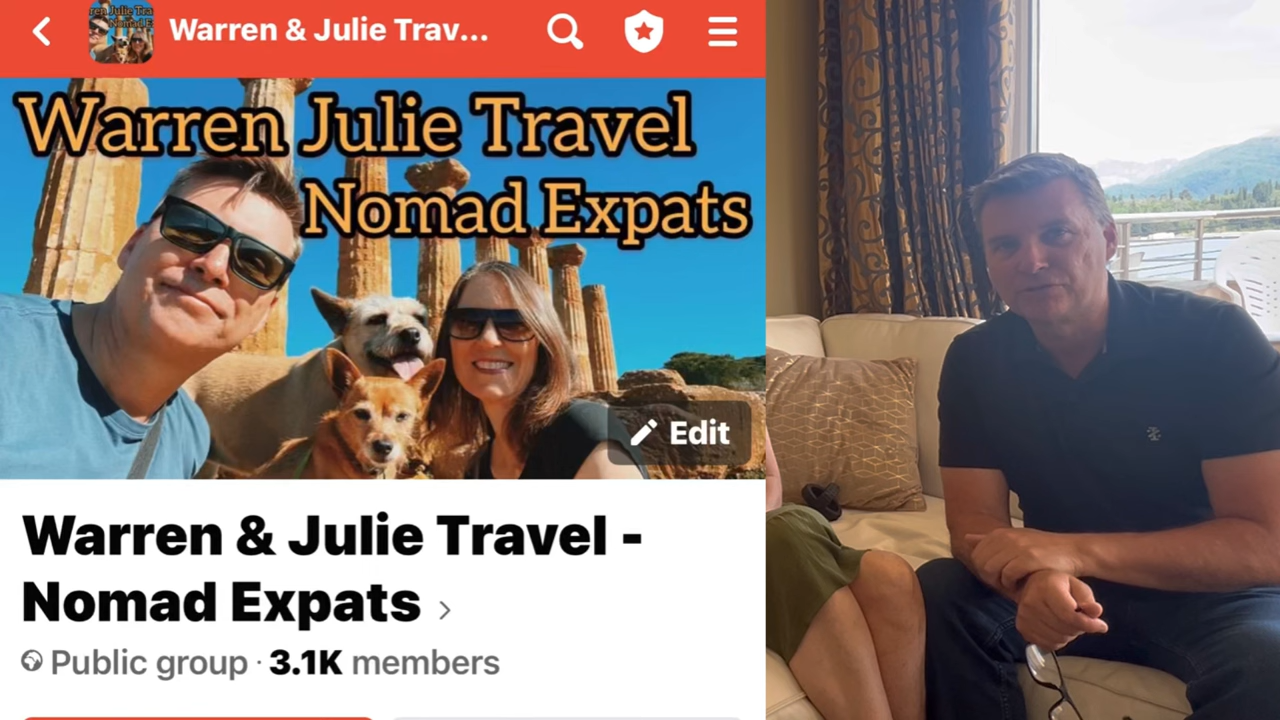 Warren & Julie Trav...
Warren Julie Travel
Nomad Expats
Edit
Warren & Julie Travel -
Nomad Expats
Public group · 3.1K members